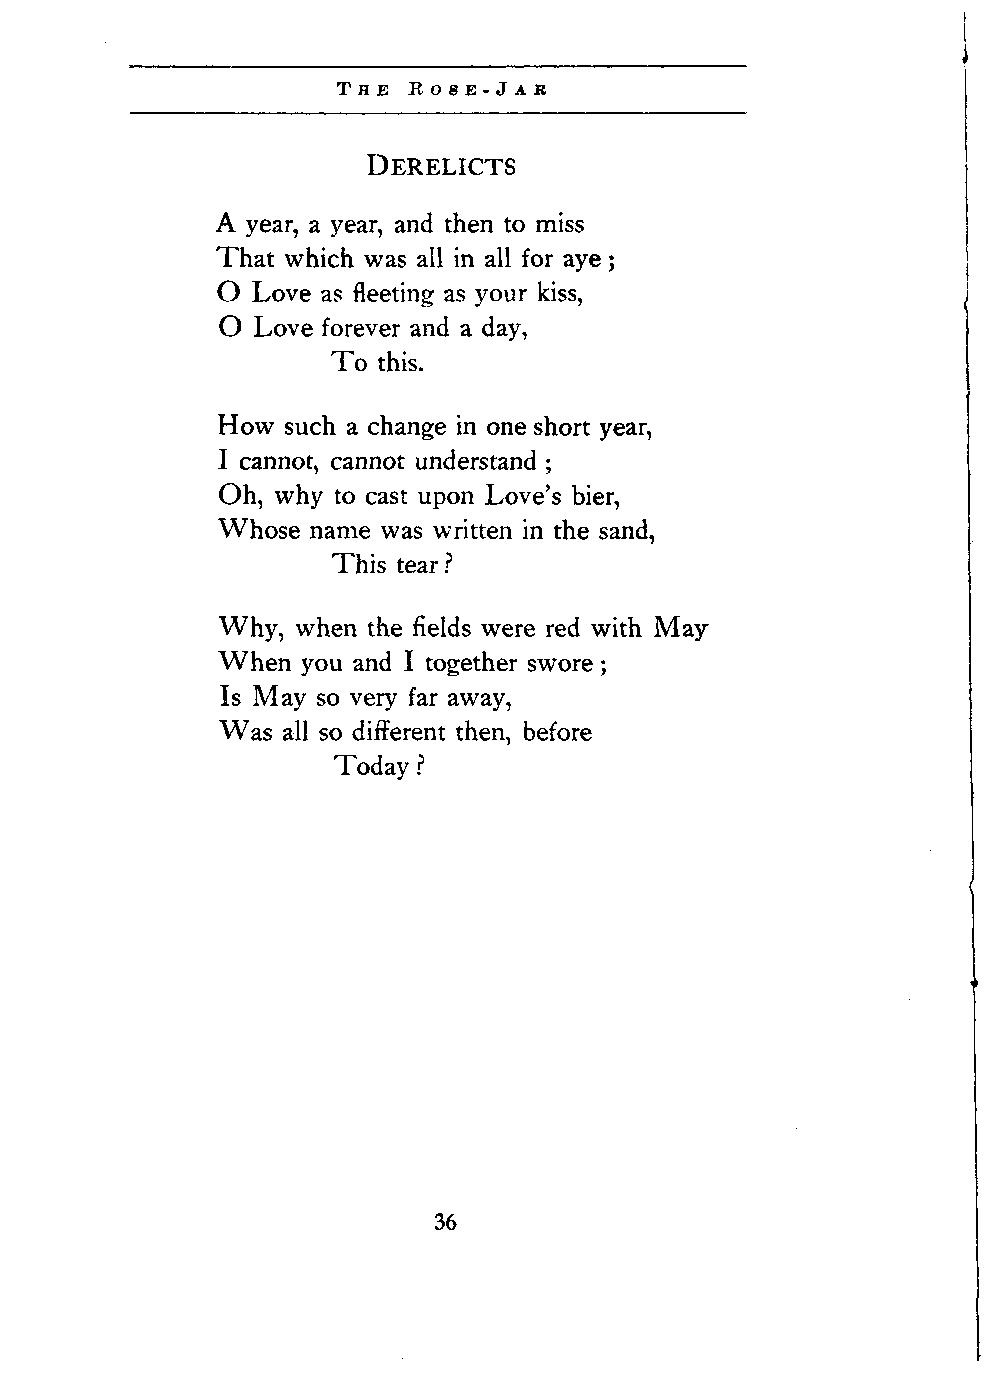 The Rose-Jar
Derelicts
A year, a year, and then to miss
That which was all in all for aye;
O Love as fleeting as your kiss,
O Love forever and a day,
To this.
How such a change in one short year,
I cannot, cannot understand;
Oh, why to cast upon Love's bier,
Whose name was written in the sand,
This tear?
Why, when the fields were red with May
When you and I together swore;
Is May so very far away,
Was all so different then, before
Today?
36